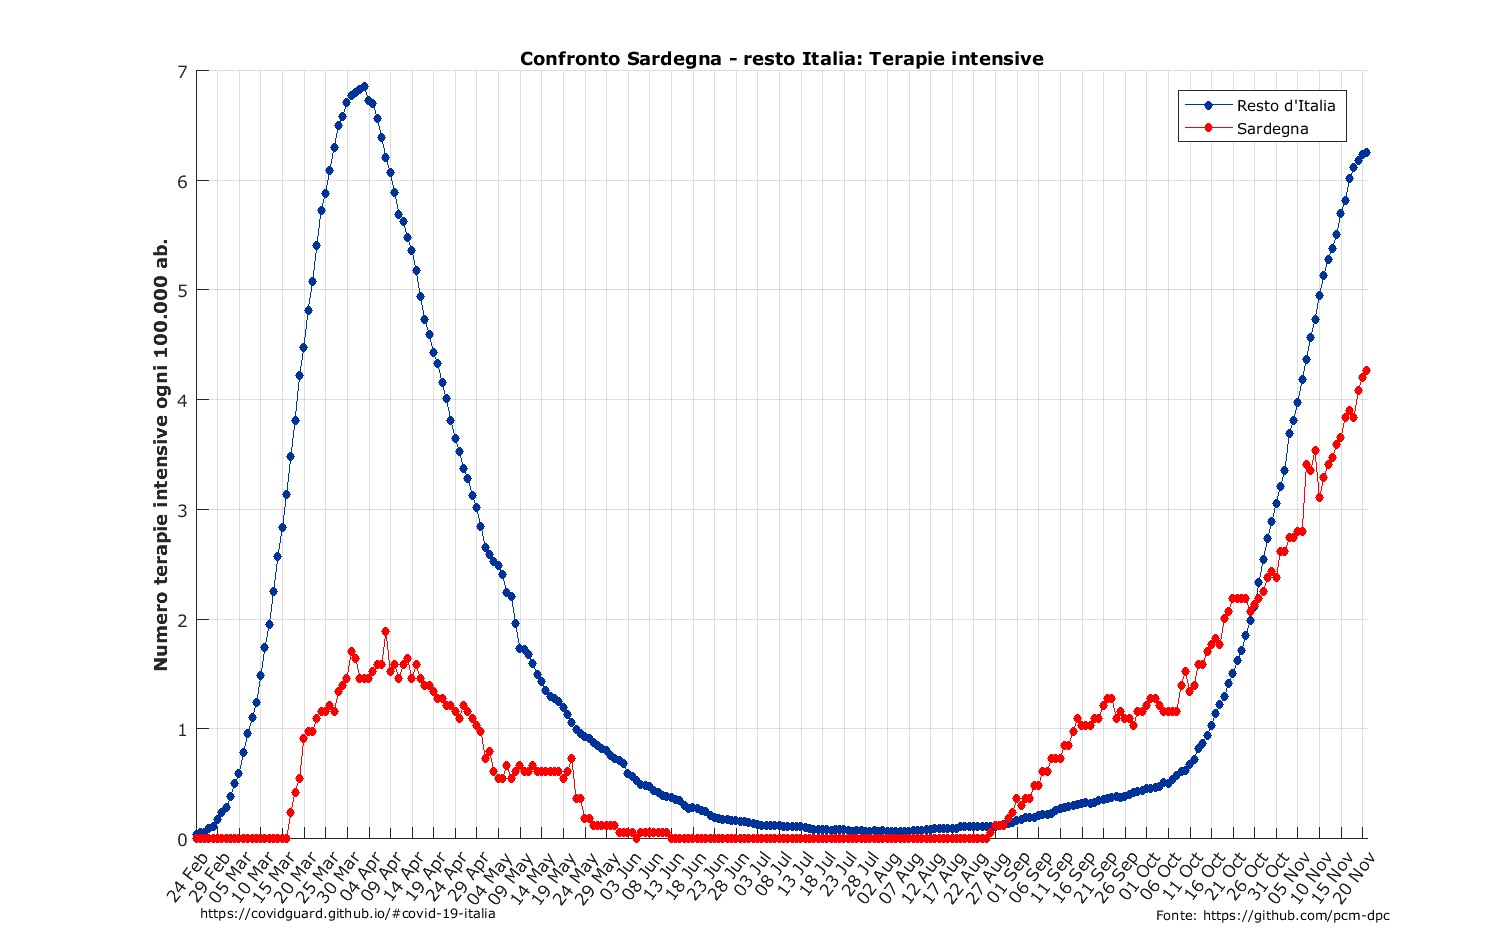 Confronto Sardegna - resto Italia: Terapie intensive
Resto d'Italia
Sardegna
Numero terapie intensive ogni 100.000 ab.
7
6
5
4
3
2
1
0
24 Feb
29 Feb
05 Mar
10 Mar
15 Mar
20 Mar
25 Mar
30 Mar
04 Apr
09 Apr
14 Apr
19 Apr
24 Apr
29 Apr
04 May
09 May
14 May
19 May
24 May
29 May
03 Jun
08 Jun
13 Jun
18 Jun
23 Jun
28 Jun
03 Jul
08 Jul
13 Jul
18 Jul
23 Jul
28 Jul
02 Aug
07 Aug
12 Aug
17 Aug
22 Aug
27 Aug
01 Sep
06 Sep
11 Sep
16 Sep
21 Sep
26 Sep
01 Oct
06 Oct
11 Oct
16 Oct
21 Oct
26 Oct
31 Oct
05 Nov
10 Nov
15 Nov
20 Nov
https://covidguard.github.io/#covid-19-italia
Fonte: https://github.com/pcm-dpc